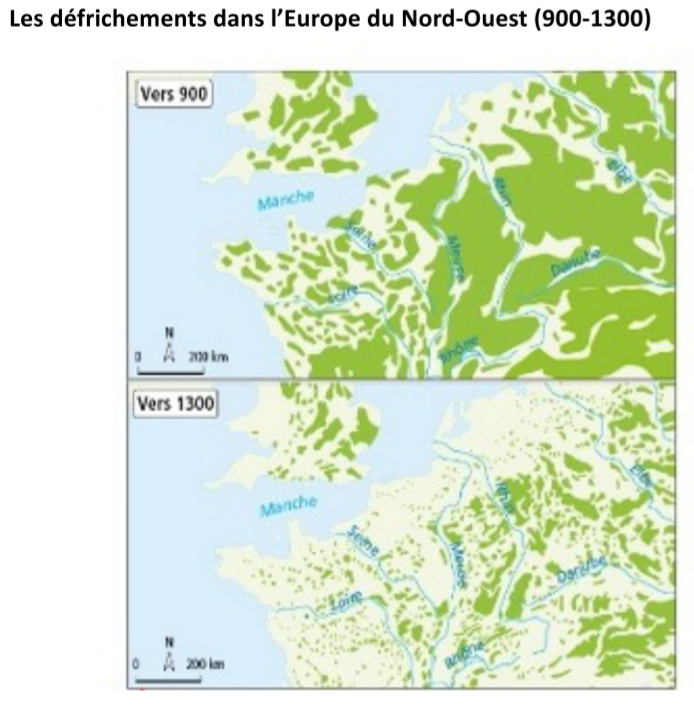 Les défrichements dans l’Europe du Nord-Ouest (900-1300)
Vers 900
Elbe
Rhin
Manche
Seine
Meuse
Danube
Loire
Rhône
N
0 200 km
Vers 1300
Elbe
Rhin
Manche
Seine
Meuse
Danube
Loire
Rhône
N
0 200 km